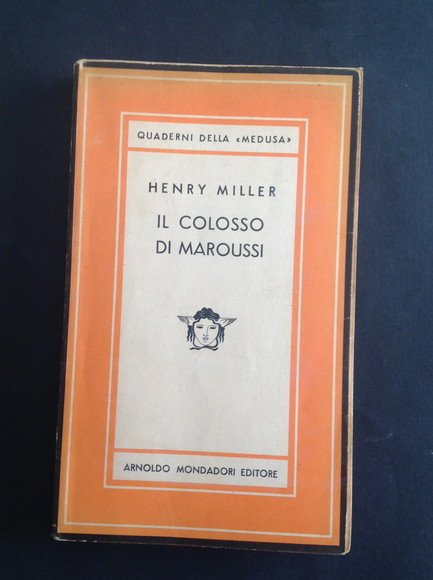 QUADERNI DELLA «MEDUSA»
HENRY MILLER
IL COLOSSO
DI MAROUSSI
ARNOLDO MONDADORI EDITORE